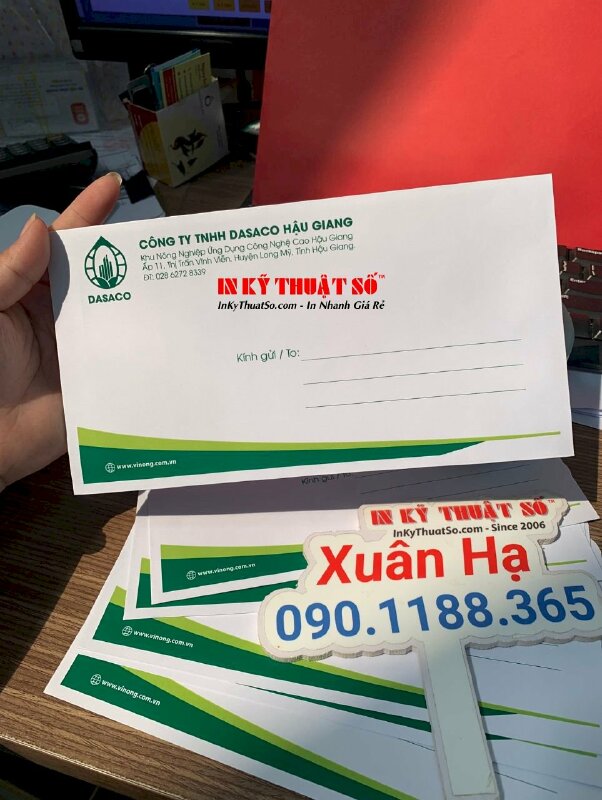 CÔNG TY TNHH DASACO HẬU GIANG
Khu Nông Nghiệp Ứng Dụng Công Nghệ Cao Hậu Giang
Ấp 11, Thị Trấn Vĩnh Viễn, Huyện Long Mỹ, Tỉnh Hậu Giang.
ĐT: 028 6272 8339
DASACO
IN KỸ THUẬT SỐ™
InKyThuatSo.com - In Nhanh Giá Rẻ
Kính gửi / To:
www.vinong.com.vn
Kính gửi / To:
www.vinong.com.vn
www.vinong.com.vn
www.vinong.com.vn
IN KỸ THUẬT SỐ™
InKyThuatSo.com - Since 2006
Xuân Hạ
090.1188.365